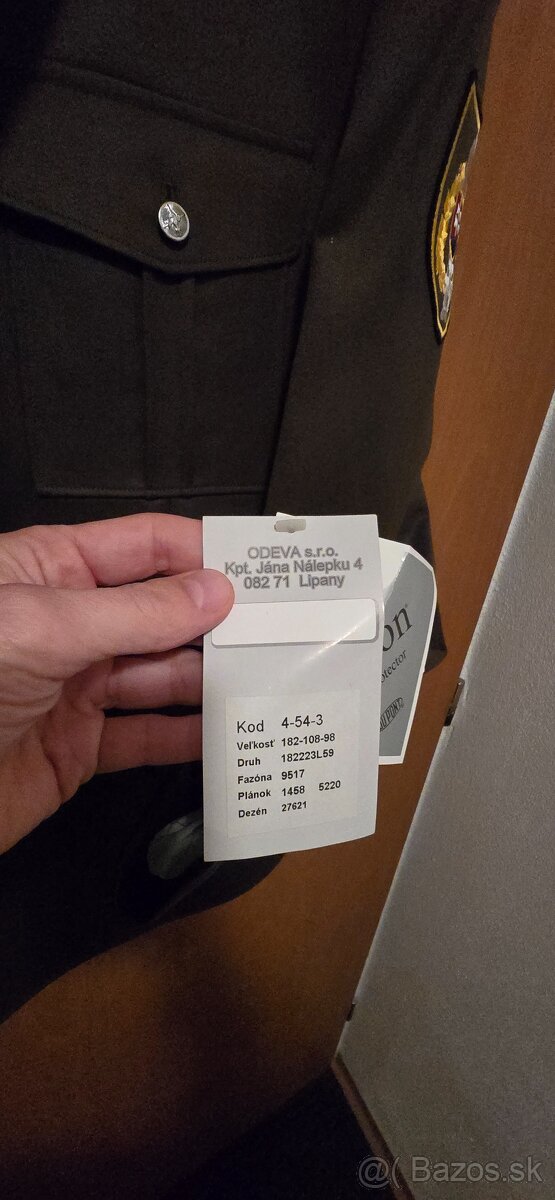 ODEVA s.r.o.
Kpt. Jána Nálepku 4
082 71 Lipany
Kod 4-54-3
Veľkosť 182-108-98
Druh 182223L59
Fazóna 9517
Plánok 1458 5220
Dezén 27621
DUPONT
@( Bazos.sk